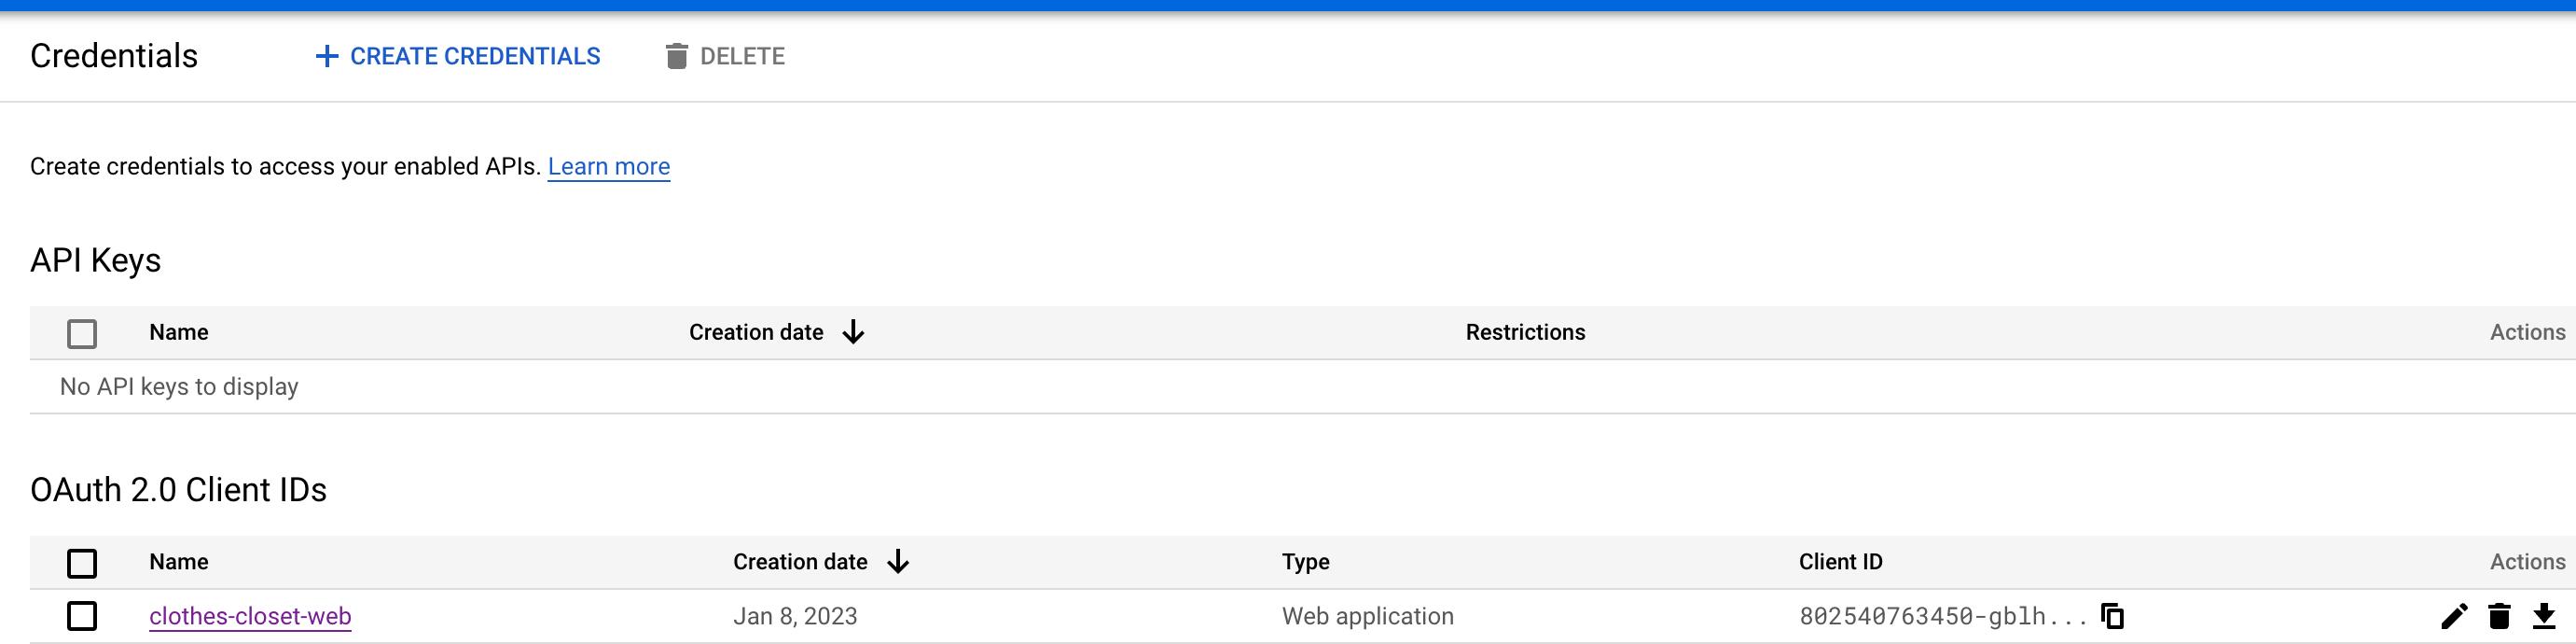 Credentials + CREATE CREDENTIALS DELETE
Create credentials to access your enabled APIs. Learn more
API Keys
Name Creation date Restrictions Actions
No API keys to display
OAuth 2.0 Client IDs
Name Creation date Type Client ID Actions
clothes-closet-web Jan 8, 2023 Web application 802540763450-gblh...